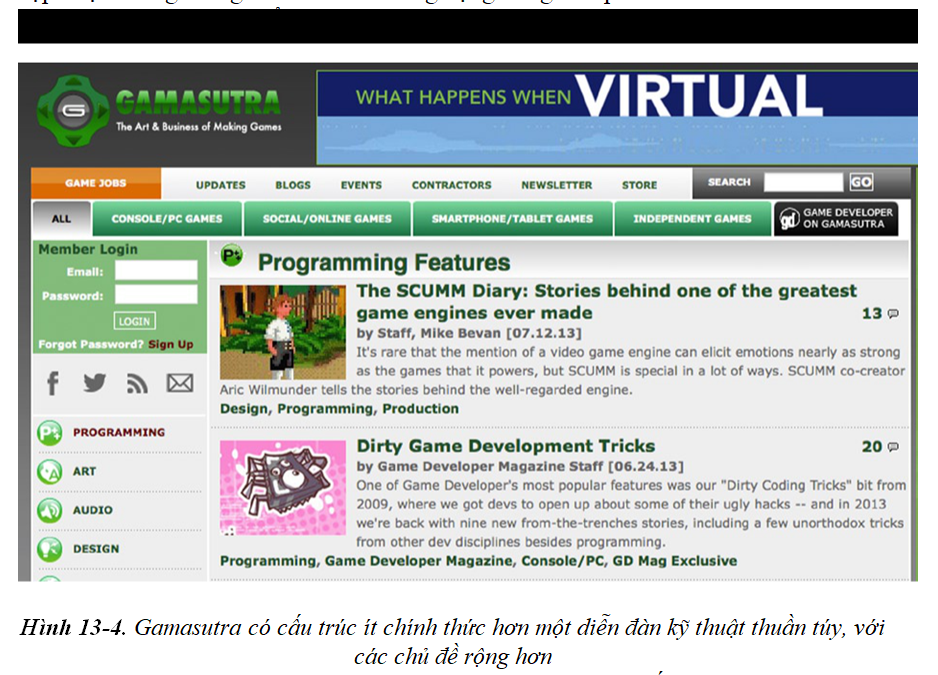 GAMASUTRA
The Art & Business of Making Games
WHAT HAPPENS WHEN VIRTUAL
GAME JOBS UPDATES BLOGS EVENTS CONTRACTORS NEWSLETTER STORE SEARCH GO
ALL CONSOLE/PC GAMES SOCIAL/ONLINE GAMES SMARTPHONE/TABLET GAMES INDEPENDENT GAMES gd GAME DEVELOPER
ON GAMASUTRA
Member Login
Email:
Password:
LOGIN
Forgot Password? Sign Up
PROGRAMMING
ART
AUDIO
DESIGN
Programming Features
The SCUMM Diary: Stories behind one of the greatest
game engines ever made 13
by Staff, Mike Bevan [07.12.13]
It's rare that the mention of a video game engine can elicit emotions nearly as strong
as the games that it powers, but SCUMM is special in a lot of ways. SCUMM co-creator
Aric Wilmunder tells the stories behind the well-regarded engine.
Design, Programming, Production
Dirty Game Development Tricks 20
by Game Developer Magazine Staff [06.24.13]
One of Game Developer's most popular features was our "Dirty Coding Tricks" bit from
2009, where we got devs to open up about some of their ugly hacks -- and in 2013
we're back with nine new from-the-trenches stories, including a few unorthodox tricks
from other dev disciplines besides programming.
Programming, Game Developer Magazine, Console/PC, GD Mag Exclusive
Hình 13-4. Gamasutra có cấu trúc ít chính thức hơn một diễn đàn kỹ thuật thuần túy, với
các chủ đề rộng hơn